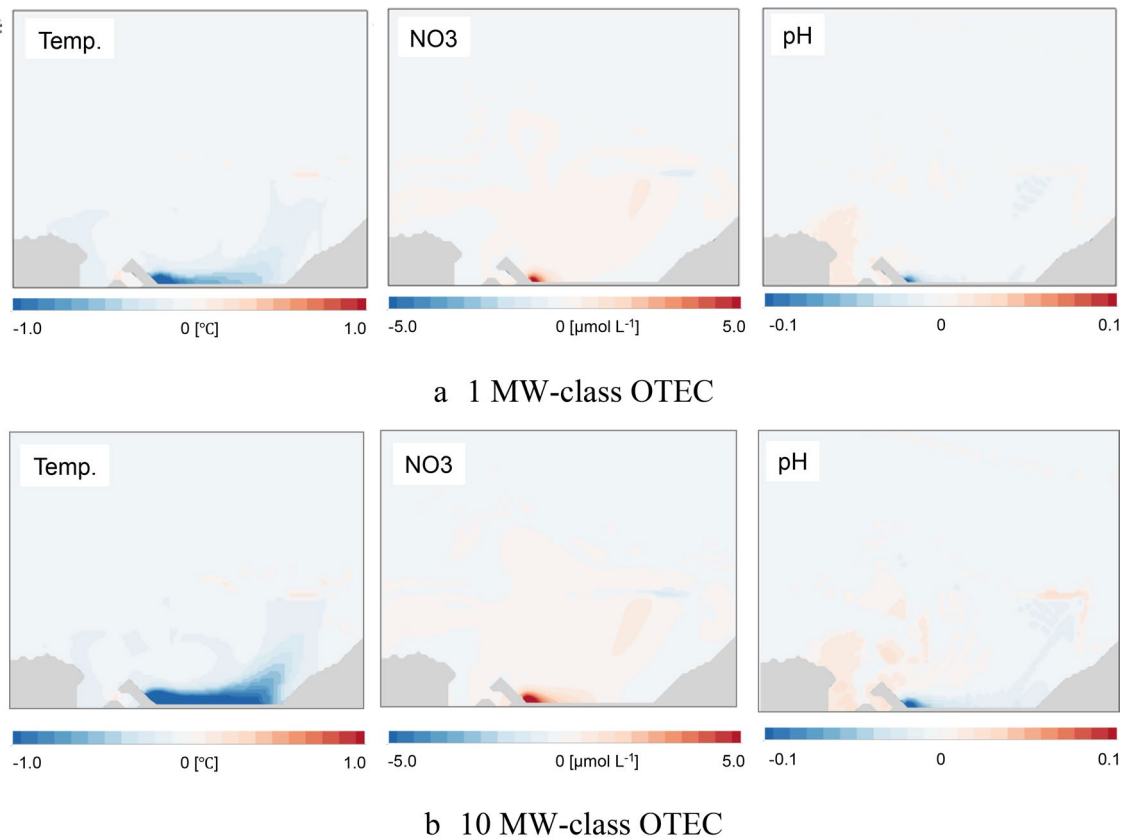 Temp. NO3 pH
-1.0 0 [℃] 1.0 -5.0 0 [µmol L⁻¹] 5.0 -0.1 0 0.1
a 1 MW-class OTEC
Temp. NO3 pH
-1.0 0 [℃] 1.0 -5.0 0 [µmol L⁻¹] 5.0 -0.1 0 0.1
b 10 MW-class OTEC